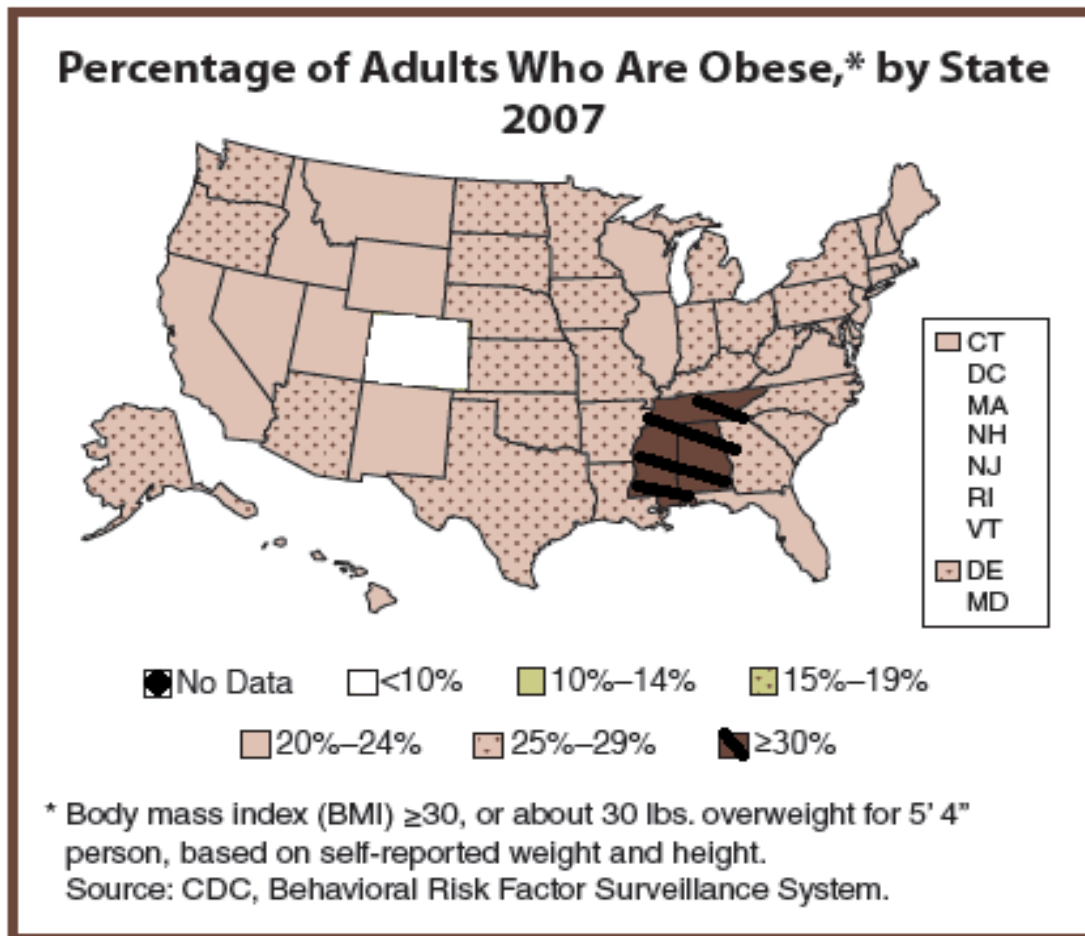 Percentage of Adults Who Are Obese,* by State
2007
CT
DC
MA
NH
NJ
RI
VT
DE
MD
No Data <10% 10%–14% 15%–19%
20%–24% 25%–29% ≥30%
* Body mass index (BMI) ≥30, or about 30 lbs. overweight for 5’ 4”
person, based on self-reported weight and height.
Source: CDC, Behavioral Risk Factor Surveillance System.